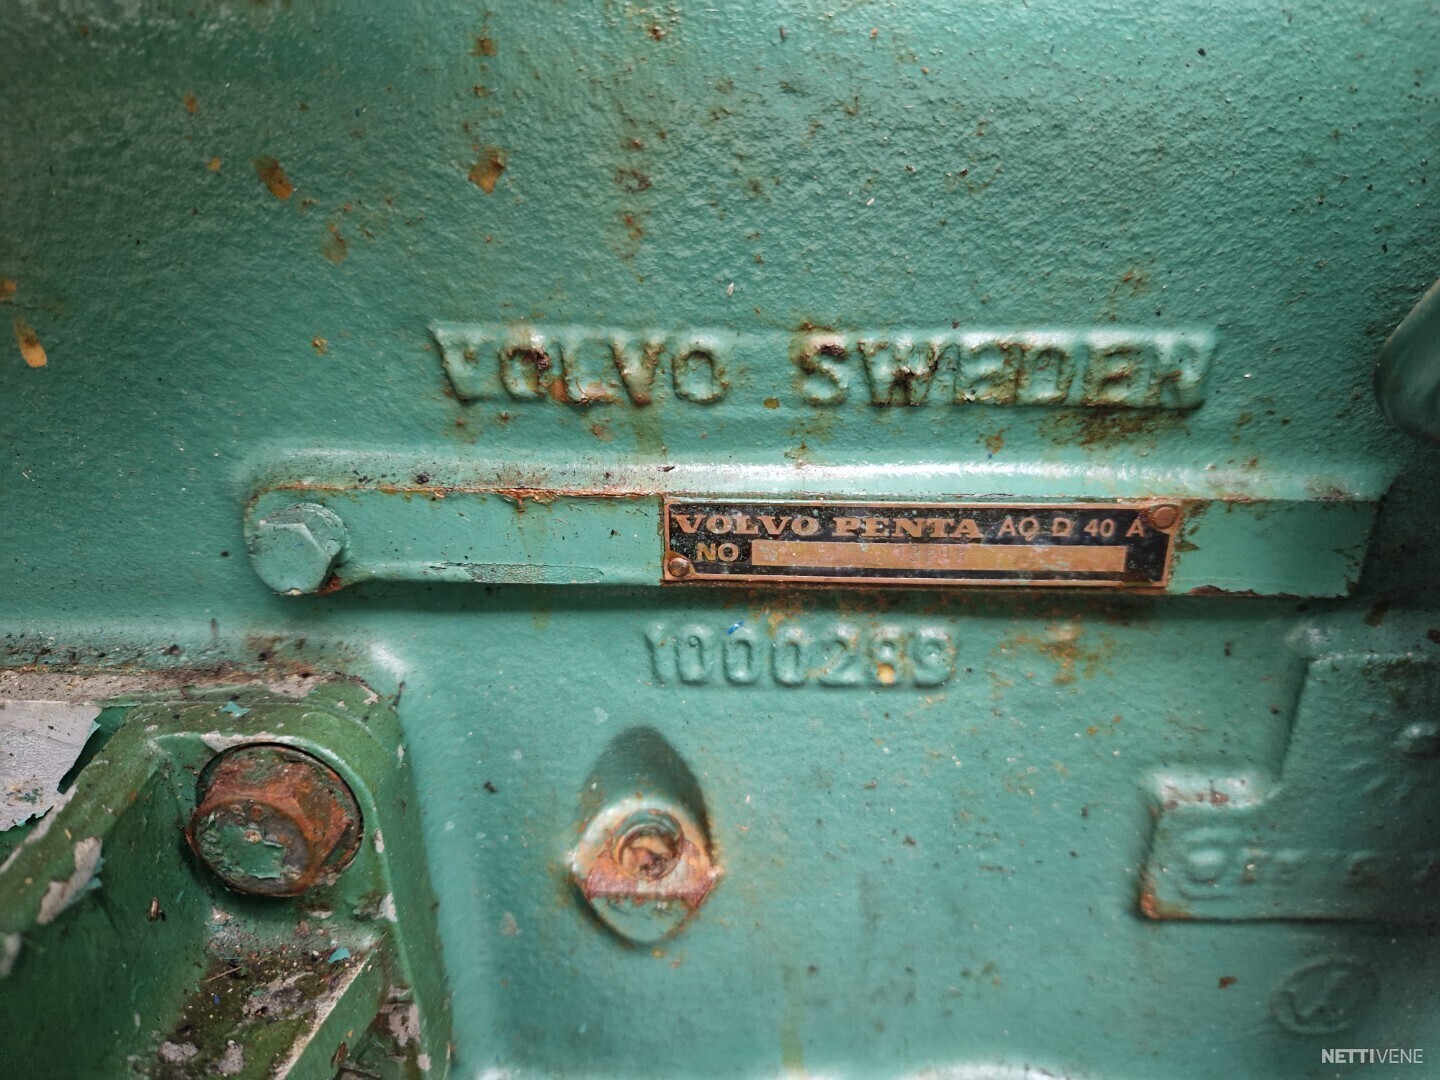 VOLVO SWEDEN
VOLVO PENTA AQ D 40 A
NO
1000289
NETTIVENE